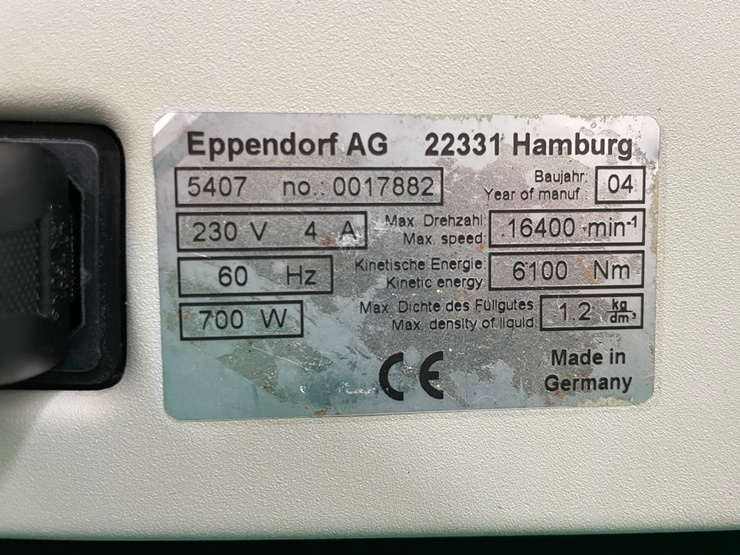 Eppendorf AG 22331 Hamburg
5407 no.: 0017882 Baujahr: 04
Year of manuf.:
230 V 4 A Max. Drehzahl 16400 min-1
Max. speed:
60 Hz Kinetische Energie 6100 Nm
Kinetic energy:
700 W Max. Dichte des Füllgutes 1.2 kg/dm³
Max. density of liquid:
CE Made in
Germany